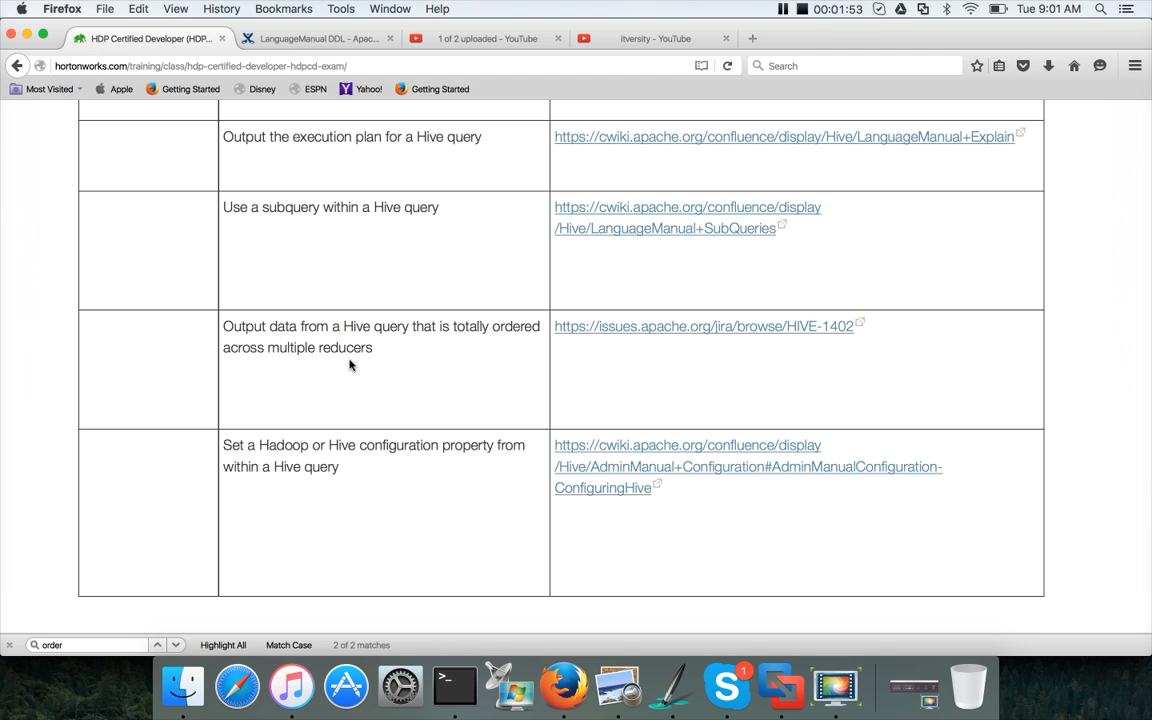 Firefox File Edit View History Bookmarks Tools Window Help 00:01:53 Tue 9:01 AM
HDP Certified Developer (HDP... × LanguageManual DDL - Apac... × 1 of 2 uploaded - YouTube × itversity - YouTube × +
hortonworks.com/training/class/hdp-certified-developer-hdpcd-exam/ Search
Most Visited Apple Getting Started Disney ESPN Yahoo! Getting Started
Output the execution plan for a Hive query
https://cwiki.apache.org/confluence/display/Hive/LanguageManual+Explain
Use a subquery within a Hive query
https://cwiki.apache.org/confluence/display
/Hive/LanguageManual+SubQueries
Output data from a Hive query that is totally ordered
across multiple reducers
https://issues.apache.org/jira/browse/HIVE-1402
Set a Hadoop or Hive configuration property from
within a Hive query
https://cwiki.apache.org/confluence/display
/Hive/AdminManual+Configuration#AdminManualConfiguration-
ConfiguringHive
× order Highlight All Match Case 2 of 2 matches
1